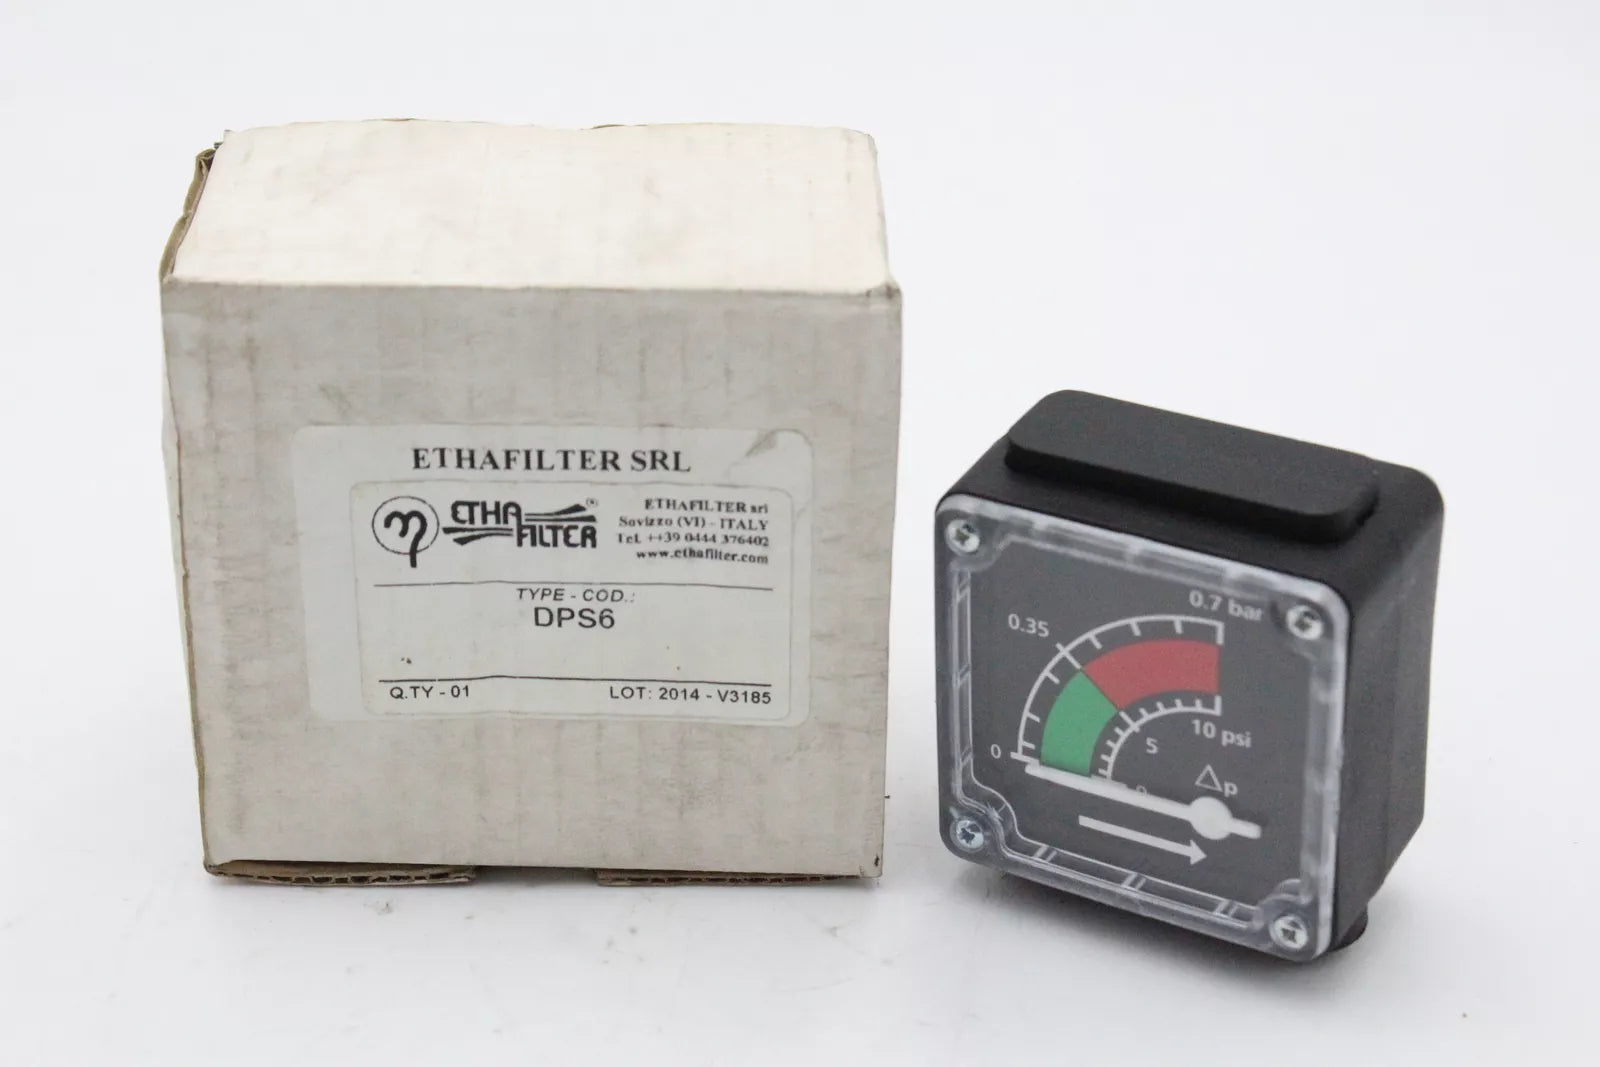 ETHAFILTER SRL
η
ETHA
FILTER
®
ETHAFILTER srl
Sovizzo (VI) - ITALY
Tel. ++39 0444 376402
www.ethafilter.com
TYPE - COD.:
DPS6
Q.TY - 01
LOT: 2014 - V3185
0.7 bar
0.35
0
10 psi
5
0
Δp